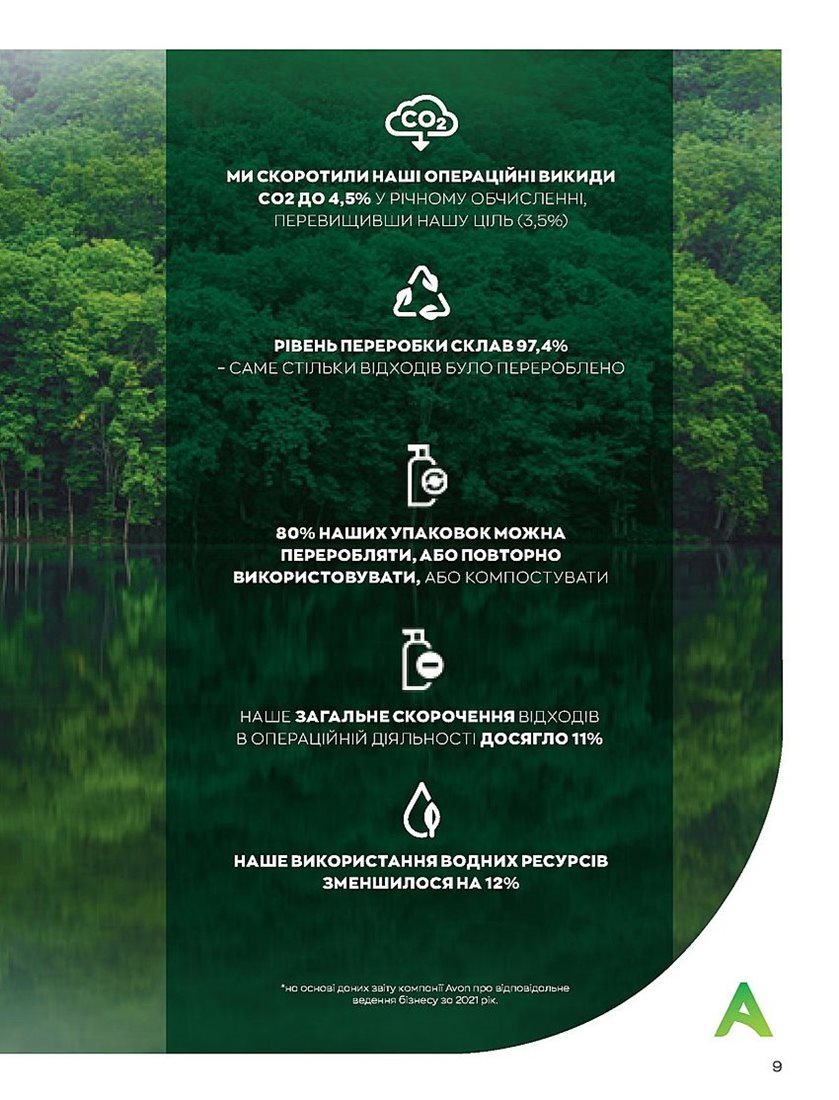 CO2
МИ СКОРОТИЛИ НАШІ ОПЕРАЦІЙНІ ВИКИДИ
СО2 ДО 4,5% У РІЧНОМУ ОБЧИСЛЕННІ,
ПЕРЕВИЩИВШИ НАШУ ЦІЛЬ (3,5%)
РІВЕНЬ ПЕРЕРОБКИ СКЛАВ 97,4%
– САМЕ СТІЛЬКИ ВІДХОДІВ БУЛО ПЕРЕРОБЛЕНО
80% НАШИХ УПАКОВОК МОЖНА
ПЕРЕРОБЛЯТИ, АБО ПОВТОРНО
ВИКОРИСТОВУВАТИ, АБО КОМПОСТУВАТИ
НАШЕ ЗАГАЛЬНЕ СКОРОЧЕННЯ ВІДХОДІВ
В ОПЕРАЦІЙНІЙ ДІЯЛЬНОСТІ ДОСЯГЛО 11%
НАШЕ ВИКОРИСТАННЯ ВОДНИХ РЕСУРСІВ
ЗМЕНШИЛОСЯ НА 12%
*на основі даних звіту компанії Avon про відповідальне
ведення бізнесу за 2021 рік.
A
9